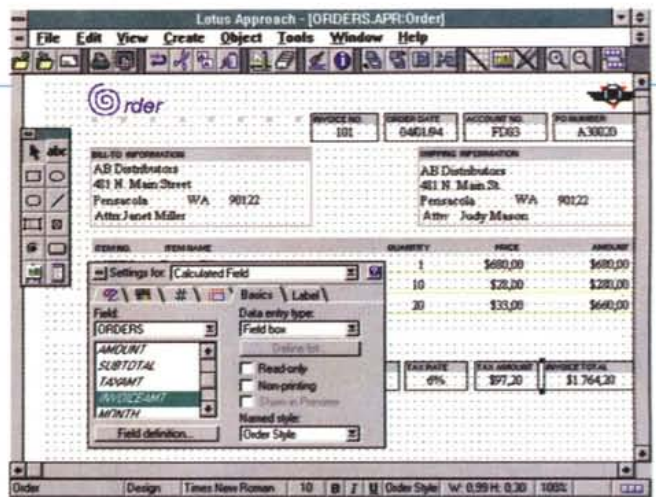 Lotus Approach - [ORDERS.APR:Order]
File Edit View Create Object Tools Window Help
Order
INVOICE NO. ORDER DATE ACCOUNT NO. PO NUMBER
101 04/01/94 FD03 A30020
abc
BILL-TO INFORMATION SHIPPING INFORMATION
AB Distributors AB Distributors
481 N. Main Street 481 N. Main St.
Pensacola WA 90122 Pensacola WA 90122
Attn: Janet Miller Attn: Judy Mason
ITEM NO. ITEM NAME QUANTITY PRICE AMOUNT
1 $680,00 $680,00
10 $28,00 $280,00
20 $33,00 $660,00
Settings for: Calculated Field
# Basics Label
Field: Data entry type:
ORDERS Field box
AMOUNT Define list...
SUBTOTAL Read-only
TAXAMT Non-printing
INVOICEAMT Show in Preview
MONTH Named style:
Field definition... Order Style
TAX RATE TAX AMOUNT INVOICE TOTAL
6% $97,20 $1 764,20
Order Design Times New Roman 10 B I U Order Style W: 0,99 H: 0,30 100%